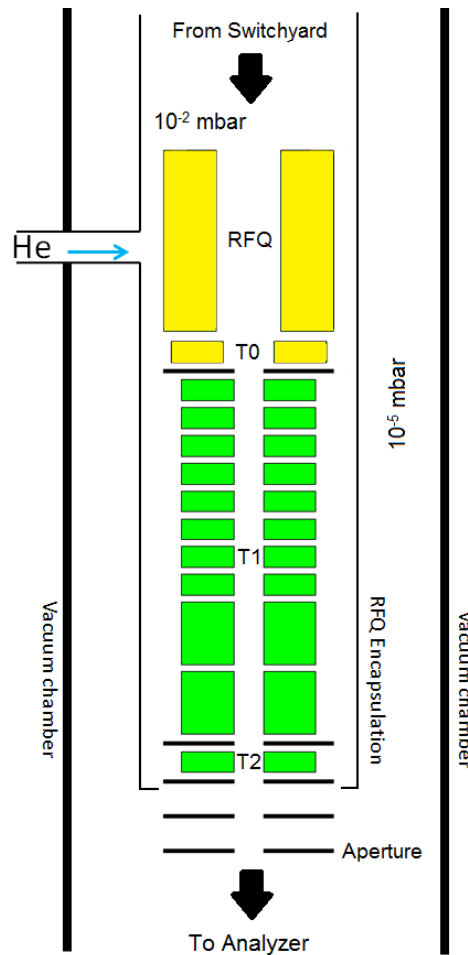 From Switchyard
10⁻² mbar
RFQ
He
T0
10⁻⁵ mbar
T1
Vacuum chamber
RFQ Encapsulation
Vacuum chamber
T2
Aperture
To Analyzer